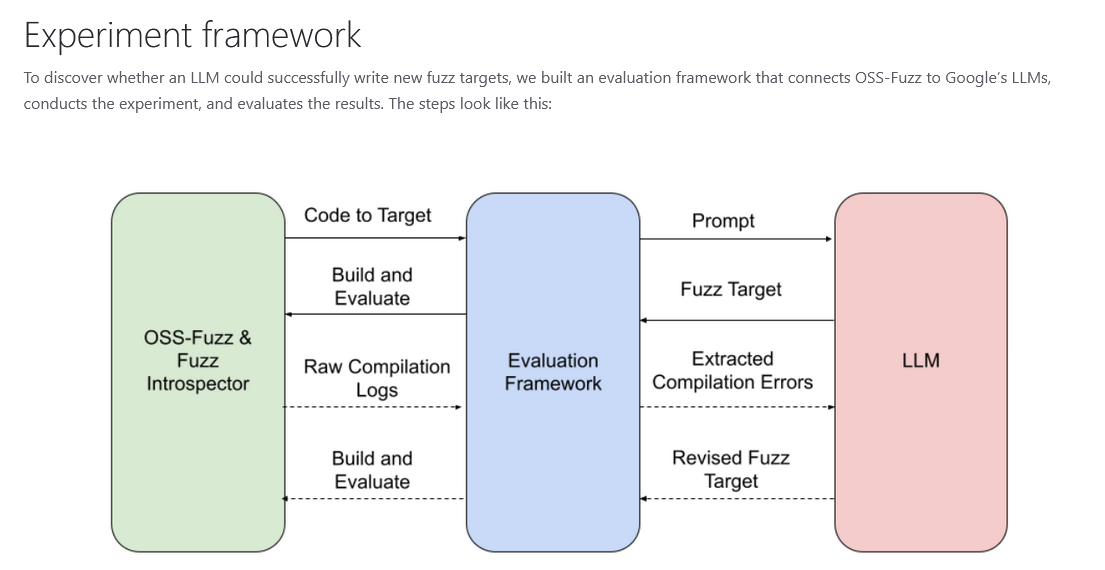 Experiment framework
To discover whether an LLM could successfully write new fuzz targets, we built an evaluation framework that connects OSS-Fuzz to Google's LLMs,
conducts the experiment, and evaluates the results. The steps look like this:
Code to Target
Prompt
Build and
Evaluate
Fuzz Target
OSS-Fuzz &
Fuzz
Introspector
Raw Compilation
Logs
Evaluation
Framework
Extracted
Compilation Errors
LLM
Build and
Evaluate
Revised Fuzz
Target